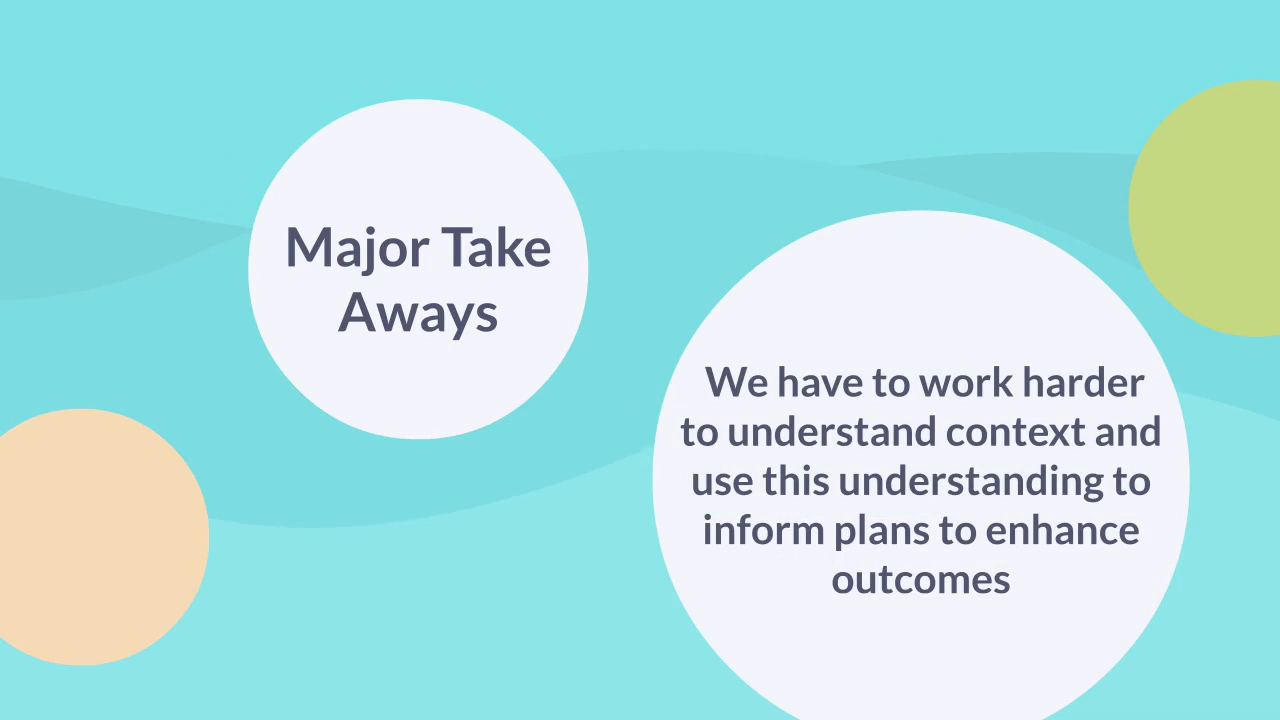 Major Take
Aways
We have to work harder
to understand context and
use this understanding to
inform plans to enhance
outcomes